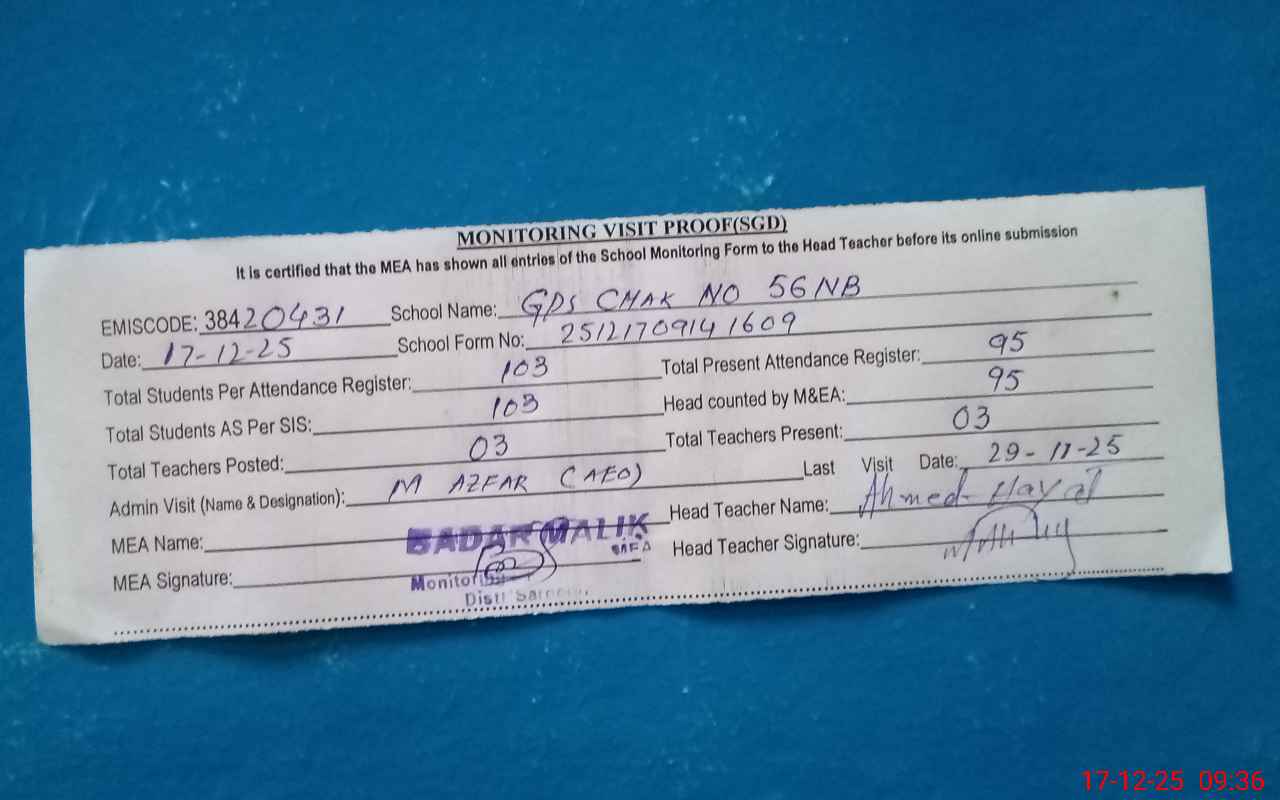 MONITORING VISIT PROOF(SGD)
It is certified that the MEA has shown all entries of the School Monitoring Form to the Head Teacher before its online submission
EMISCODE: 38420431 School Name: GPS CHAK NO 56NB
Date: 17-12-25 School Form No: 2512170914 1609
Total Students Per Attendance Register: 103 Total Present Attendance Register: 95
Total Students AS Per SIS: 103 Head counted by M&EA: 95
Total Teachers Posted: 03 Total Teachers Present: 03
Admin Visit (Name & Designation): M AZFAR (AEO) Last Visit Date: 29-11-25
MEA Name: BADAR MALIK Head Teacher Name: Ahmed Hayat
MEA Signature: Head Teacher Signature:
17-12-25 09:36